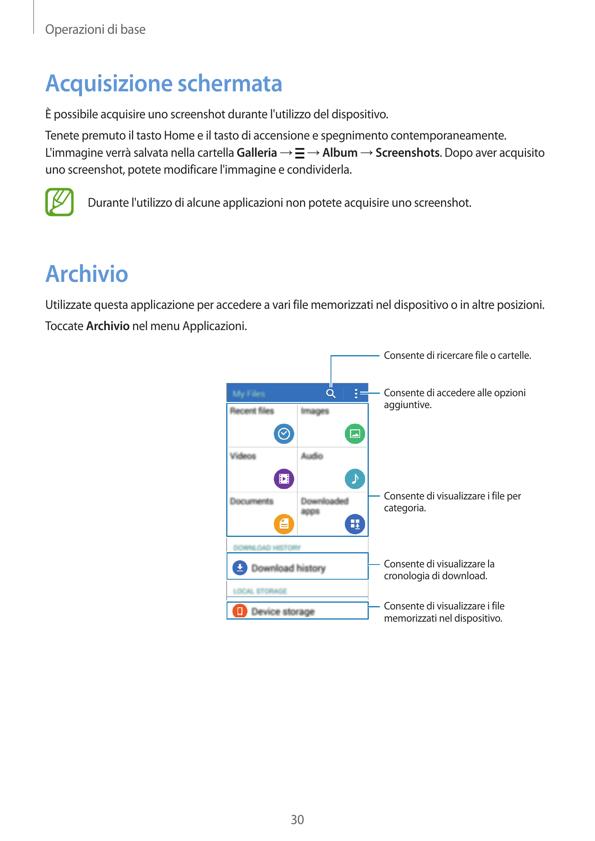 Operazioni di base
Acquisizione schermata
È possibile acquisire uno screenshot durante l'utilizzo del dispositivo.
Tenete premuto il tasto Home e il tasto di accensione e spegnimento contemporaneamente.
L'immagine verrà salvata nella cartella Galleria → ☰ → Album → Screenshots. Dopo aver acquisito
uno screenshot, potete modificare l'immagine e condividerla.
Durante l'utilizzo di alcune applicazioni non potete acquisire uno screenshot.
Archivio
Utilizzate questa applicazione per accedere a vari file memorizzati nel dispositivo o in altre posizioni.
Toccate Archivio nel menu Applicazioni.
Consente di ricercare file o cartelle.
My Files
Consente di accedere alle opzioni
aggiuntive.
Recent files
Images
Videos
Audio
Documents
Downloaded
apps
Consente di visualizzare i file per
categoria.
DOWNLOAD HISTORY
Download history
Consente di visualizzare la
cronologia di download.
LOCAL STORAGE
Device storage
Consente di visualizzare i file
memorizzati nel dispositivo.
30